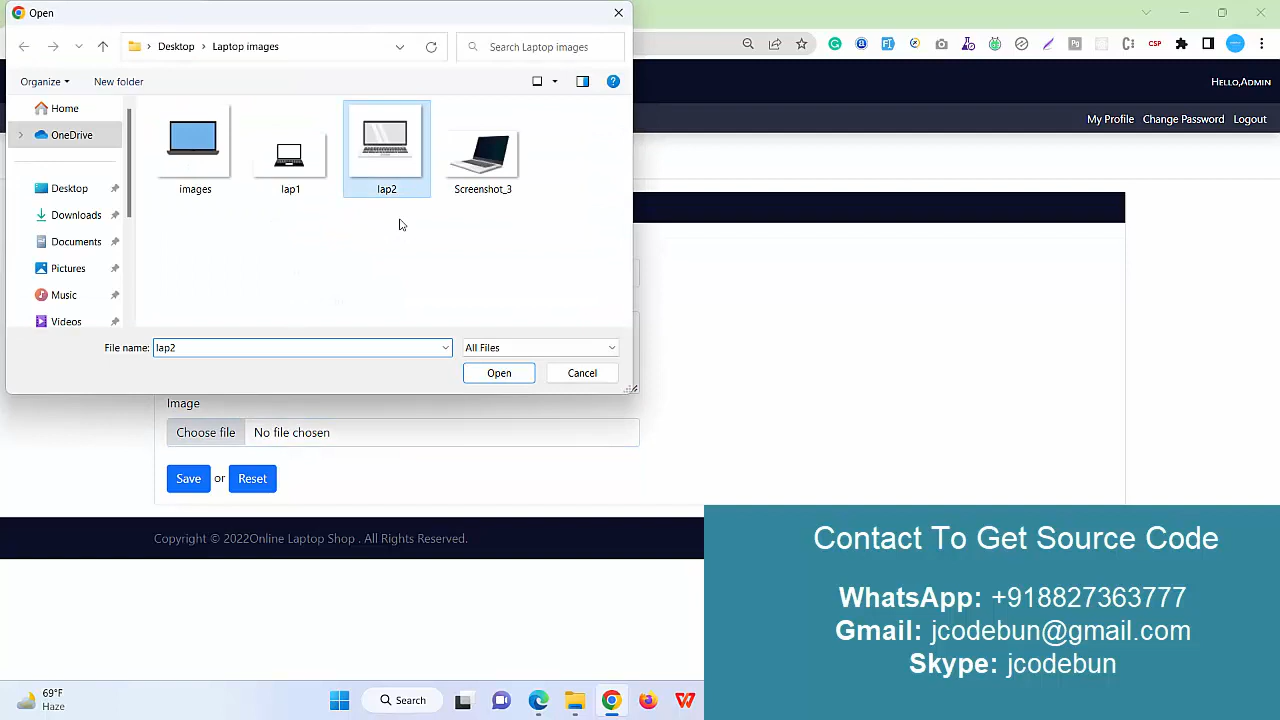 Open
Desktop
Laptop images
Search Laptop images
Organize
New folder
Home
OneDrive
Desktop
Downloads
Documents
Pictures
Music
Videos
images
lap1
lap2
Screenshot_3
File name:
lap2
All Files
Open
Cancel
Pg
CSP
Hello,Admin
My Profile
Change Password
Logout
Image
Choose file
No file chosen
Save
or
Reset
Copyright © 2022Online Laptop Shop . All Rights Reserved.
Contact To Get Source Code
WhatsApp: +918827363777
Gmail: jcodebun@gmail.com
Skype: jcodebun
69°F
Haze
Search